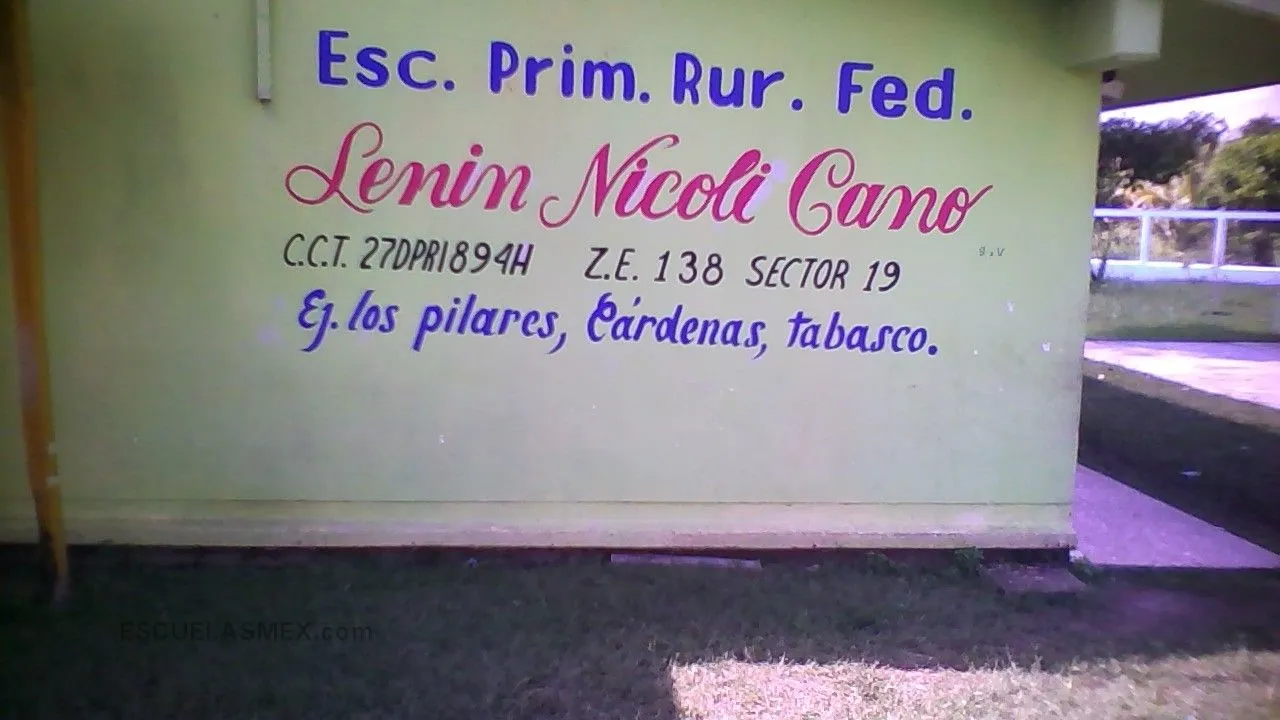 Esc. Prim. Rur. Fed.
Lenin Nicoli Cano
g.v
C.C.T. 27DPR1894H Z.E. 138 SECTOR 19
Ej. los pilares, Cárdenas, tabasco.
ESCUELASMEX.com